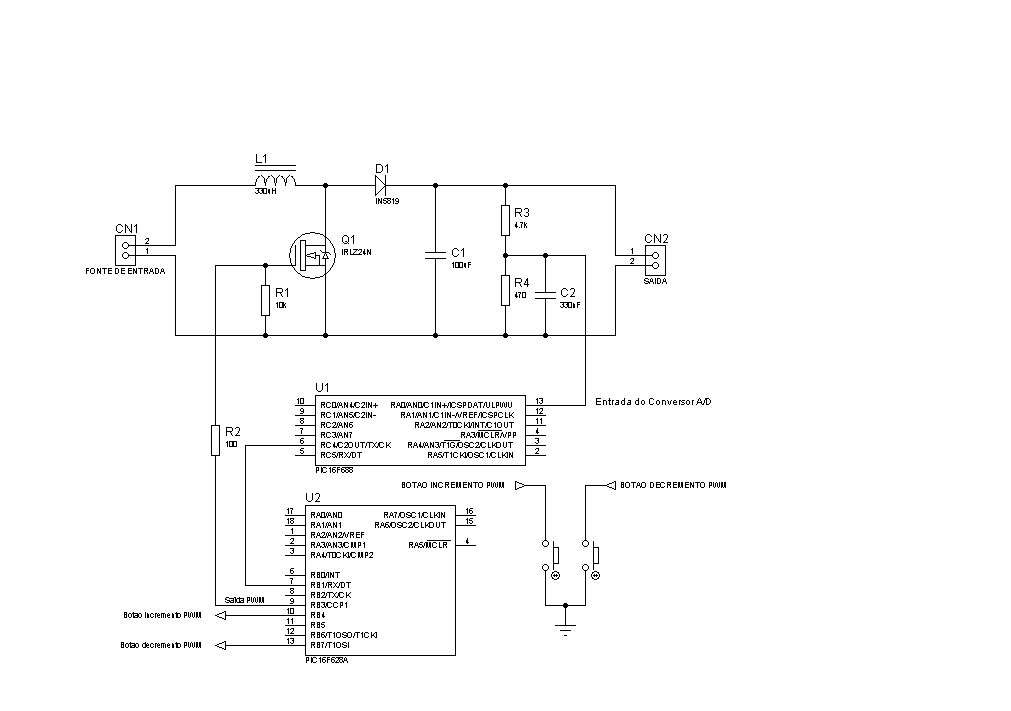 L1
330uH
D1
IN5819
CN1
2
1
FONTE DE ENTRADA
Q1
IRLZ24N
R1
10k
C1
100uF
R3
4.7k
R4
470
C2
330nF
CN2
1
2
SAIDA
U1
10 RC0/AN4/C2IN+ RA0/AN0/C1IN+/ICSPDAT/ULPWU 13
9 RC1/AN5/C2IN- RA1/AN1/C1IN-/VREF/ICSPCLK 12
8 RC2/AN6 RA2/AN2/T0CKI/INT/C1OUT 11
7 RC3/AN7 RA3/MCLR/VPP 4
6 RC4/C2OUT/TX/CK RA4/AN3/T1G/OSC2/CLKOUT 3
5 RC5/RX/DT RA5/T1CKI/OSC1/CLKIN 2
PIC16F688
Entrada do Conversor A/D
R2
100
BOTAO INCREMENTO PWM
BOTAO DECREMENTO PWM
U2
17 RA0/AN0 RA7/OSC1/CLKIN 16
18 RA1/AN1 RA6/OSC2/CLKOUT 15
1 RA2/AN2/VREF
2 RA3/AN3/CMP1 RA5/MCLR 4
3 RA4/T0CKI/CMP2
6 RB0/INT
7 RB1/RX/DT
8 RB2/TX/CK
Saida PWM 9 RB3/CCP1
Botao Incremento PWM 10 RB4
11 RB5
12 RB6/T1OSO/T1CKI
Botao decremento PWM 13 RB7/T1OSI
PIC16F628A